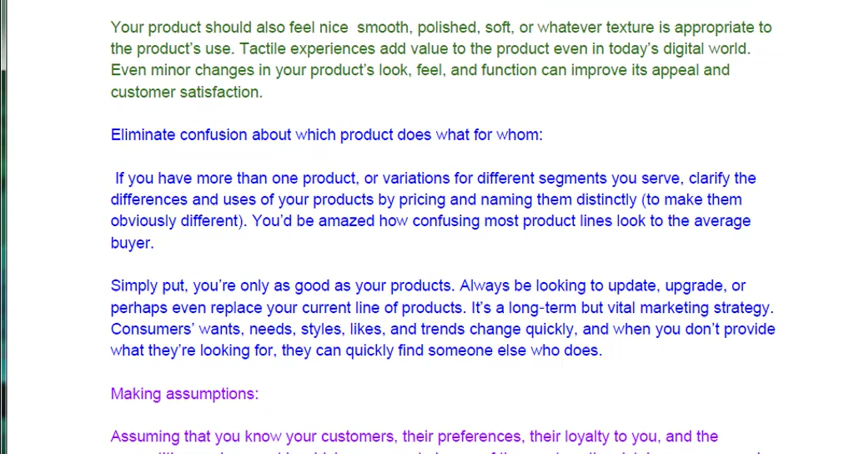 Your product should also feel nice  smooth, polished, soft, or whatever texture is appropriate to
the product's use. Tactile experiences add value to the product even in today's digital world.
Even minor changes in your product's look, feel, and function can improve its appeal and
customer satisfaction.
Eliminate confusion about which product does what for whom:
If you have more than one product, or variations for different segments you serve, clarify the
differences and uses of your products by pricing and naming them distinctly (to make them
obviously different). You'd be amazed how confusing most product lines look to the average
buyer.
Simply put, you're only as good as your products. Always be looking to update, upgrade, or
perhaps even replace your current line of products. It's a long-term but vital marketing strategy.
Consumers' wants, needs, styles, likes, and trends change quickly, and when you don't provide
what they're looking for, they can quickly find someone else who does.
Making assumptions:
Assuming that you know your customers, their preferences, their loyalty to you, and the